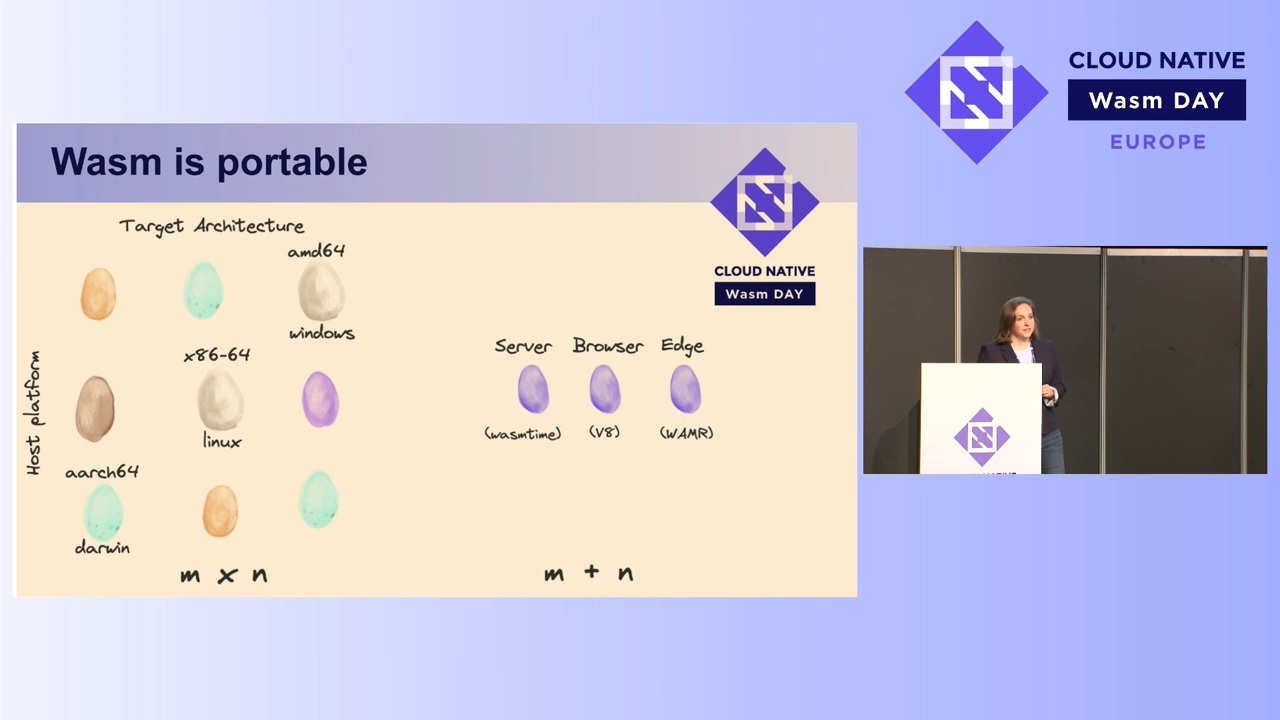 CLOUD NATIVE
Wasm DAY
EUROPE
Wasm is portable
CLOUD NATIVE
Wasm DAY
Target Architecture
Host platform
amd64
windows
x86-64
linux
aarch64
darwin
m x n
Server Browser Edge
(wasmtime) (V8) (WAMR)
m + n